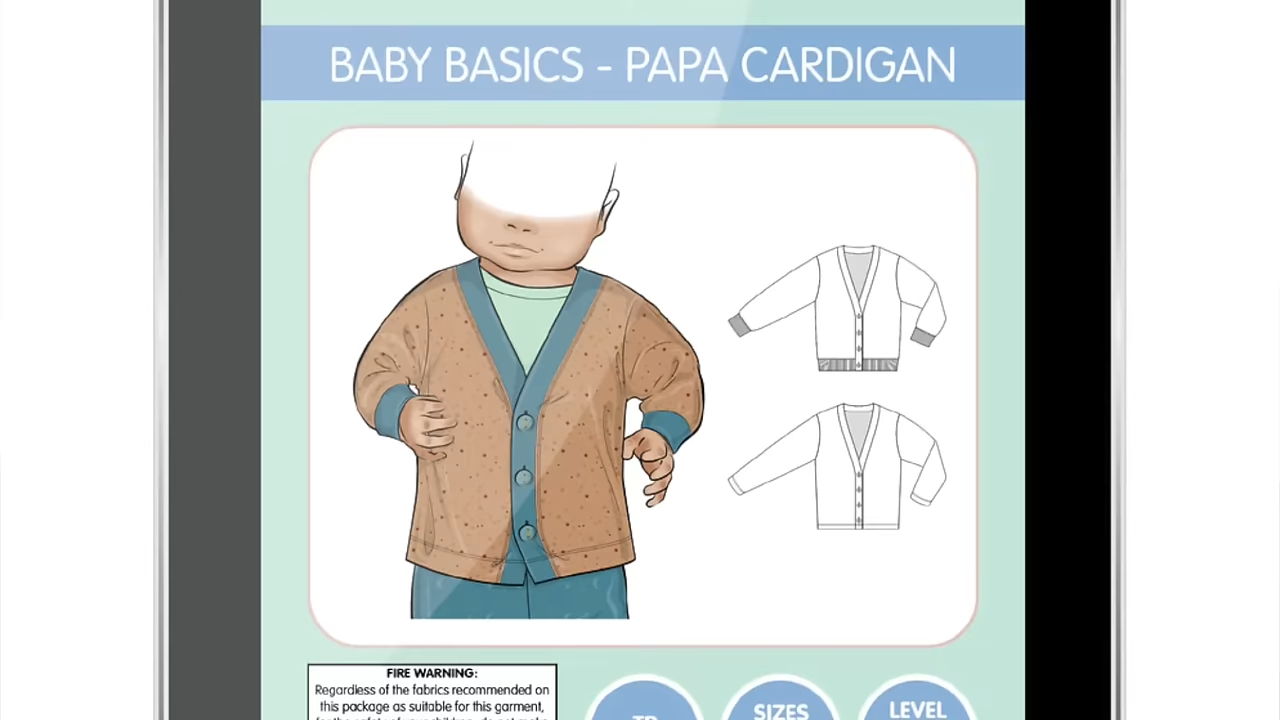 BABY BASICS - PAPA CARDIGAN
FIRE WARNING:
Regardless of the fabrics recommended on
this package as suitable for this garment,
SIZES
LEVEL